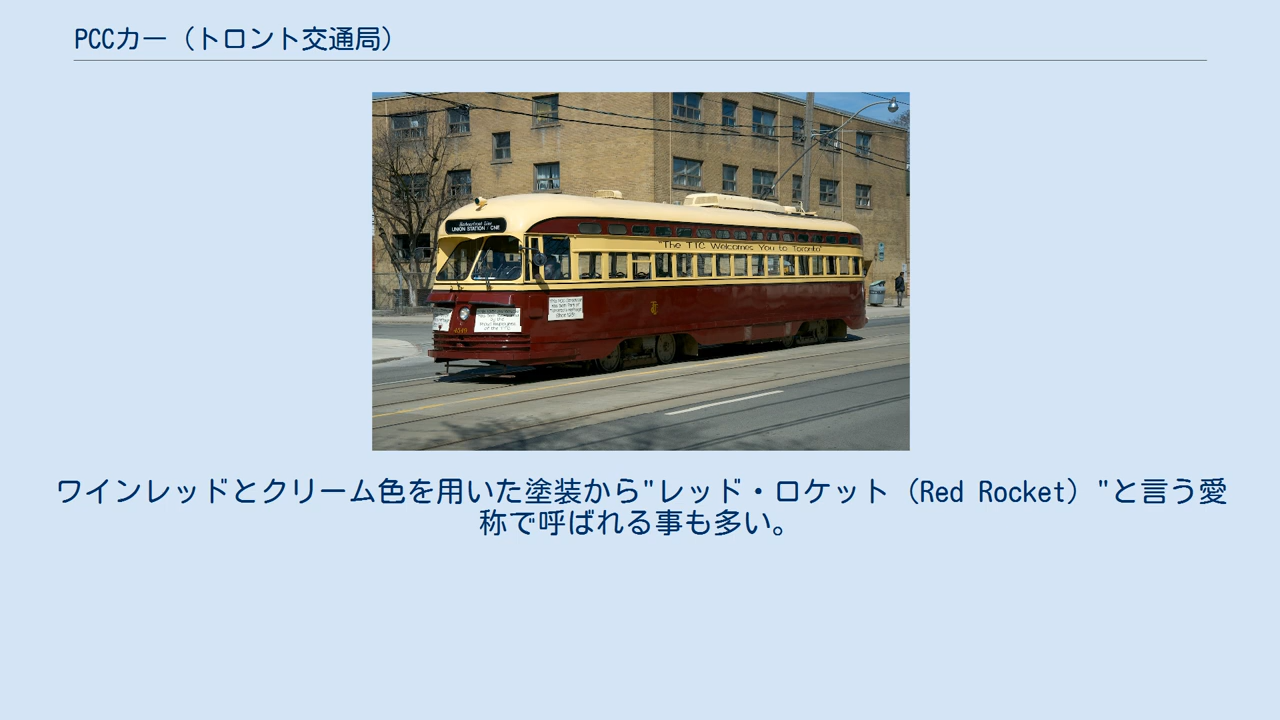 PCCカー（トロント交通局）
Harbourfront Line
UNION STATION / CNE
"The TTC Welcomes You to Toronto"
ワインレッドとクリーム色を用いた塗装から"レッド・ロケット（Red Rocket）"と言う愛
称で呼ばれる事も多い。